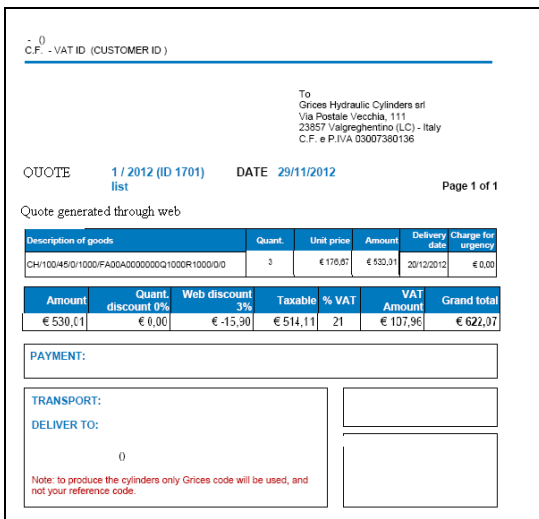 - ()
C.F. - VAT ID (CUSTOMER ID )
To
Grices Hydraulic Cylinders srl
Via Postale Vecchia, 111
23857 Valgreghentino (LC) - Italy
C.F. e P.IVA 03007380136
QUOTE 1 / 2012 (ID 1701) DATE 29/11/2012
list Page 1 of 1
Quote generated through web
Description of goods Quant. Unit price Amount Delivery date Charge for urgency
CH/100/45/0/1000/FA00A0000000Q1000R1000/0/0 3 € 176,67 € 530,01 20/12/2012 € 0,00
Amount Quant. discount 0% Web discount 3% Taxable % VAT VAT Amount Grand total
€ 530,01 € 0,00 € -15,90 € 514,11 21 € 107,96 € 622,07
PAYMENT:
TRANSPORT:
DELIVER TO:
()
Note: to produce the cylinders only Grices code will be used, and
not your reference code.